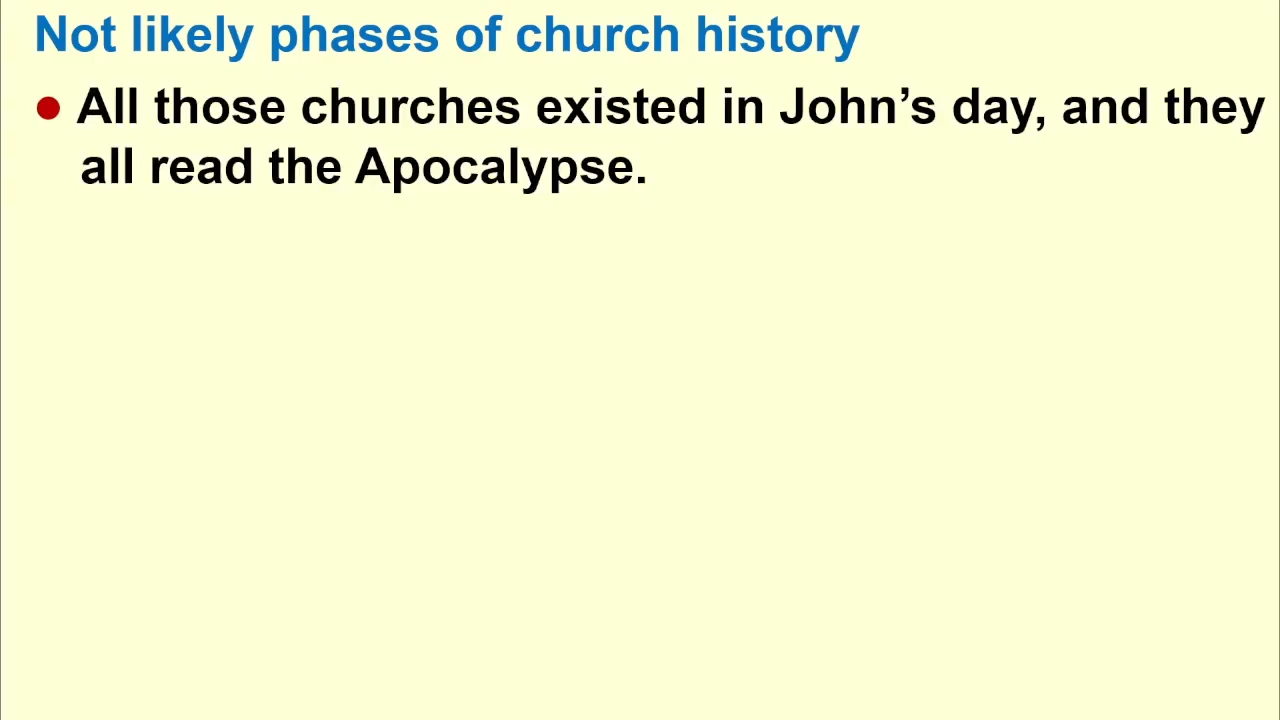 Not likely phases of church history
● All those churches existed in John’s day, and they
all read the Apocalypse.